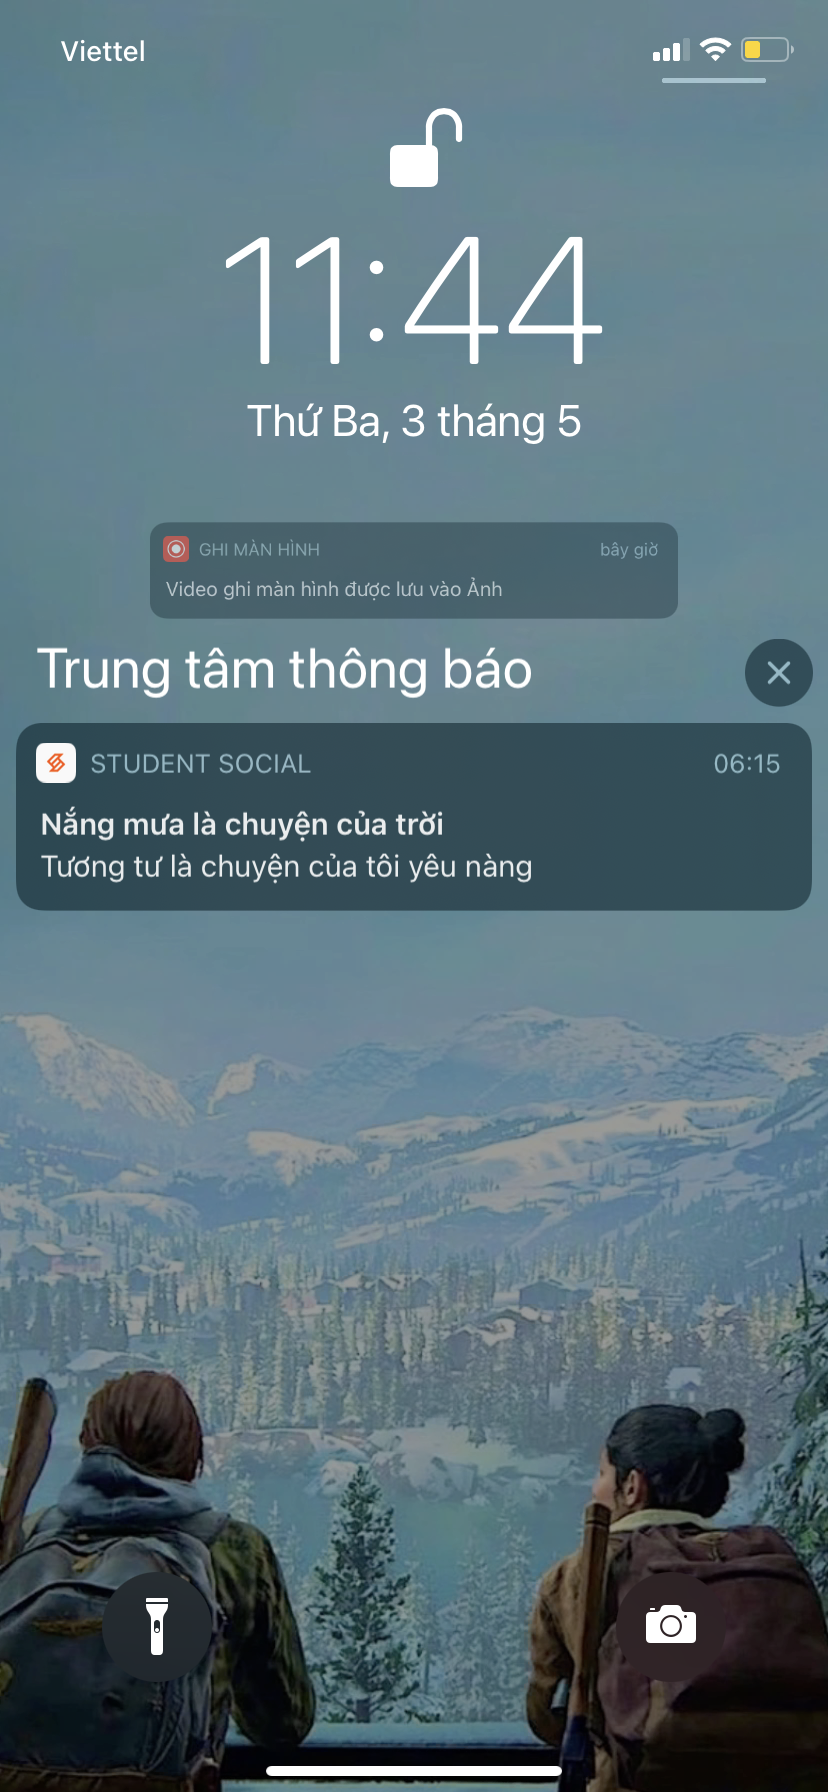 Viettel
11:44
Thứ Ba, 3 tháng 5
GHI MÀN HÌNH bây giờ
Video ghi màn hình được lưu vào Ảnh
Trung tâm thông báo
STUDENT SOCIAL 06:15
Nắng mưa là chuyện của trời
Tương tư là chuyện của tôi yêu nàng